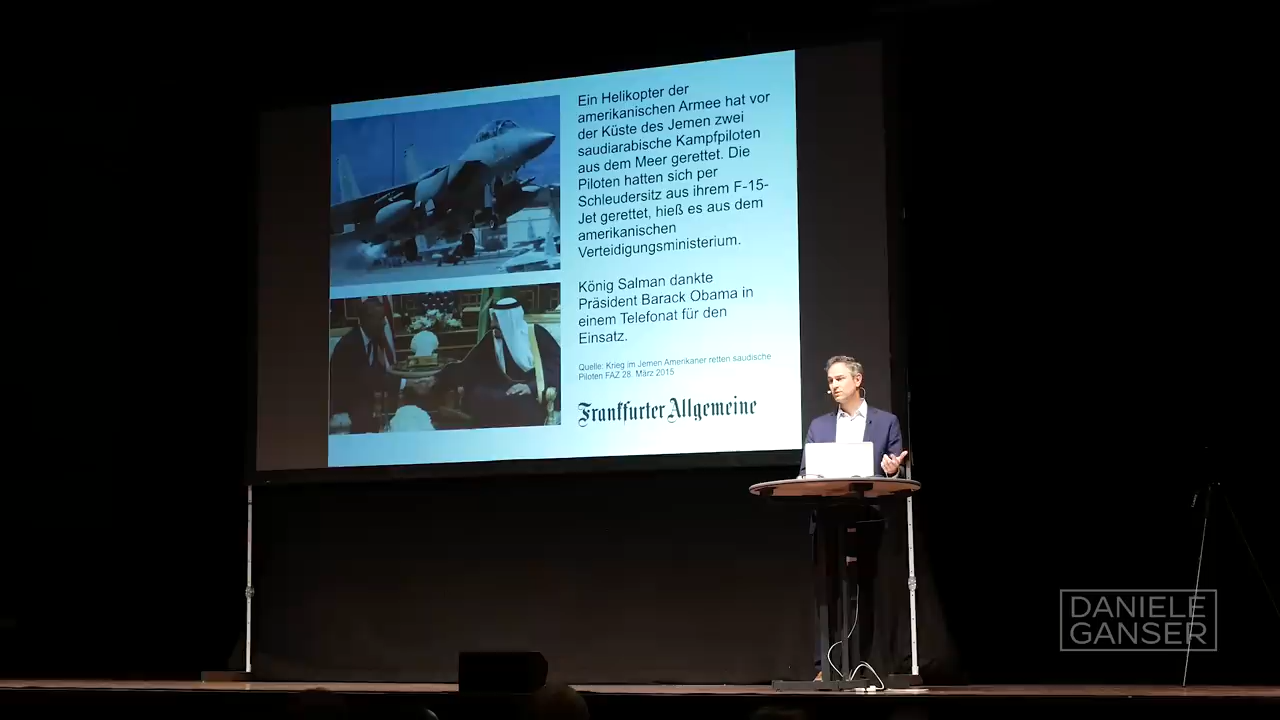 Ein Helikopter der
amerikanischen Armee hat vor
der Küste des Jemen zwei
saudiarabische Kampfpiloten
aus dem Meer gerettet. Die
Piloten hatten sich per
Schleudersitz aus ihrem F-15-
Jet gerettet, hieß es aus dem
amerikanischen
Verteidigungsministerium.
König Salman dankte
Präsident Barack Obama in
einem Telefonat für den
Einsatz.
Quelle: Krieg im Jemen Amerikaner retten saudische
Piloten FAZ 28. März 2015
Frankfurter Allgemeine
DANIELE
GANSER